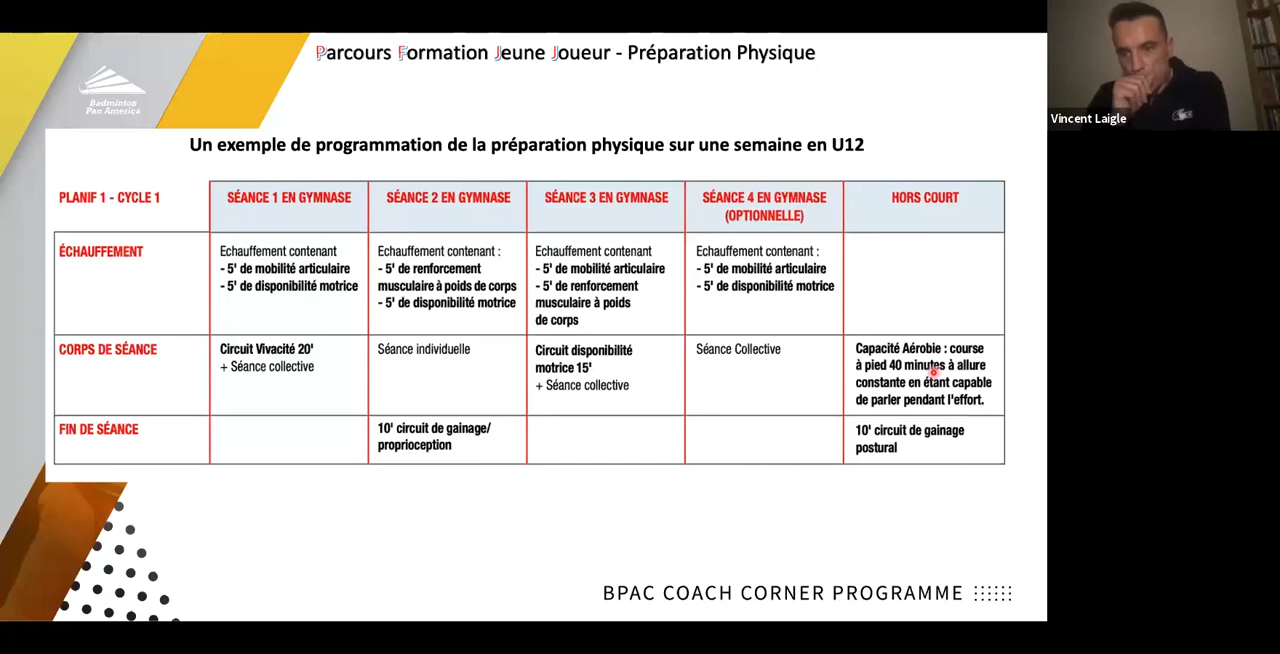 Parcours Formation Jeune Joueur - Préparation Physique
Vincent Laigle
Badminton
Pan America
Un exemple de programmation de la préparation physique sur une semaine en U12
PLANIF 1 - CYCLE 1
SÉANCE 1 EN GYMNASE
SÉANCE 2 EN GYMNASE
SÉANCE 3 EN GYMNASE
SÉANCE 4 EN GYMNASE
(OPTIONNELLE)
HORS COURT
ÉCHAUFFEMENT
Echauffement contenant
- 5' de mobilité articulaire
- 5' de disponibilité motrice
Echauffement contenant :
- 5' de renforcement
musculaire à poids de corps
- 5' de disponibilité motrice
Echauffement contenant
- 5' de mobilité articulaire
- 5' de renforcement
musculaire à poids
de corps
Echauffement contenant :
- 5' de mobilité articulaire
- 5' de disponibilité motrice
CORPS DE SÉANCE
Circuit Vivacité 20'
+ Séance collective
Séance individuelle
Circuit disponibilité
motrice 15'
+ Séance collective
Séance Collective
Capacité Aérobie : course
à pied 40 minutes à allure
constante en étant capable
de parler pendant l'effort.
FIN DE SÉANCE
10' circuit de gainage/
proprioception
10' circuit de gainage
postural
BPAC COACH CORNER PROGRAMME